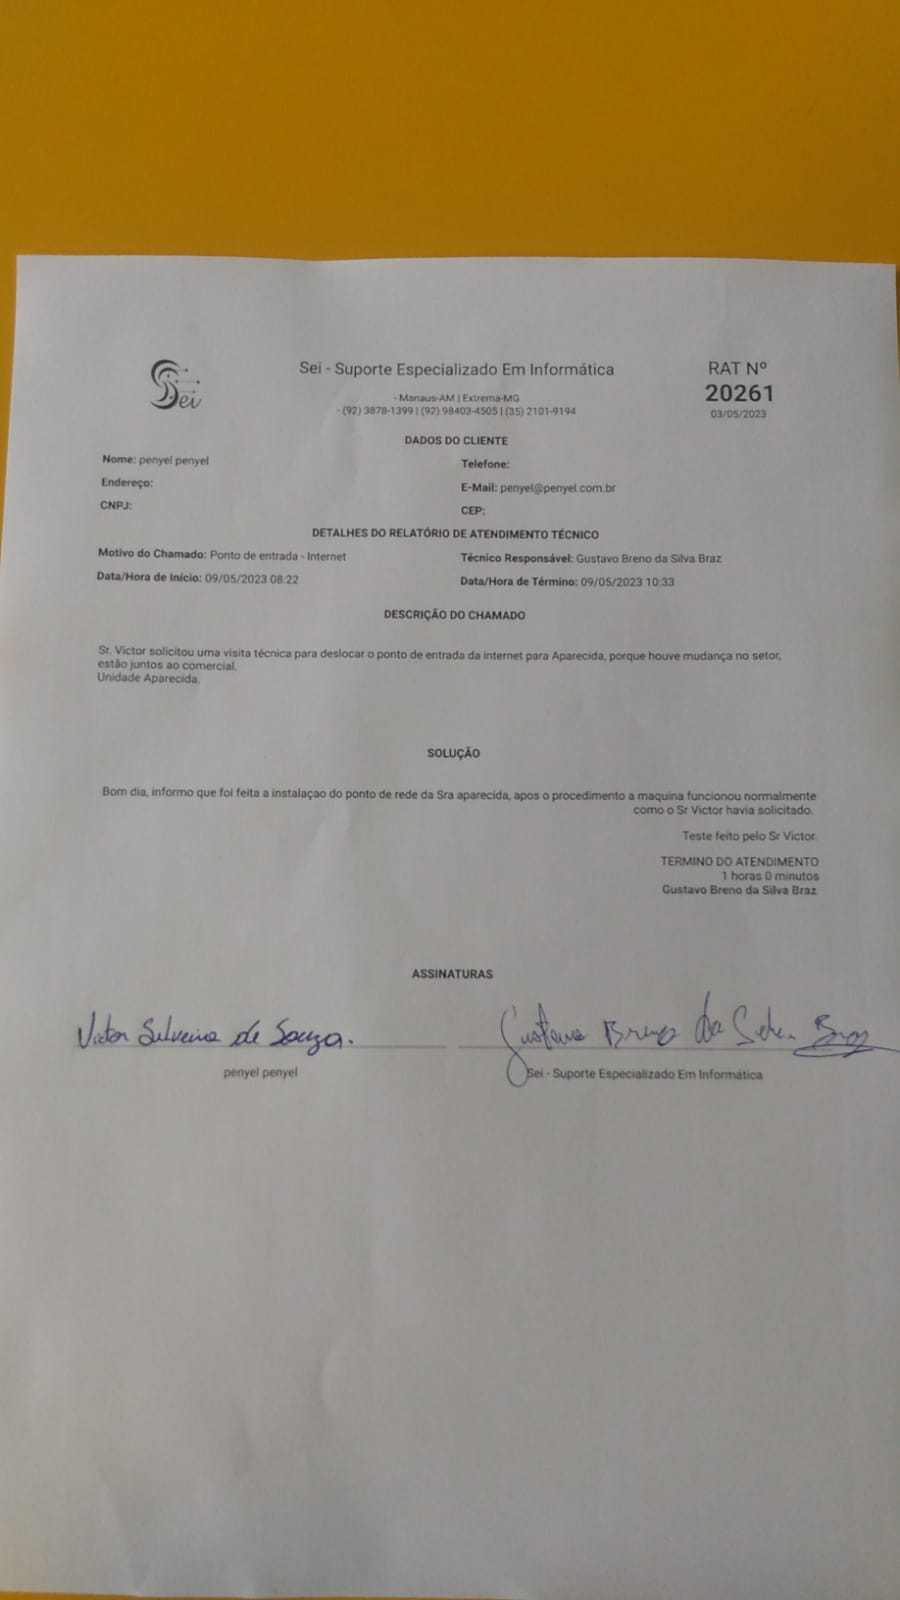 Sei
Sei - Suporte Especializado Em Informática
- Manaus-AM | Extrema-MG
- (92) 3878-1399 | (92) 98403-4505 | (35) 2101-9194
RAT Nº
20261
03/05/2023
DADOS DO CLIENTE
Nome: penyel penyel
Telefone:
Endereço:
E-Mail: penyel@penyel.com.br
CNPJ:
CEP:
DETALHES DO RELATÓRIO DE ATENDIMENTO TÉCNICO
Motivo do Chamado: Ponto de entrada - Internet
Técnico Responsável: Gustavo Breno da Silva Braz
Data/Hora de Início: 09/05/2023 08:22
Data/Hora de Término: 09/05/2023 10:33
DESCRIÇÃO DO CHAMADO
Sr. Victor solicitou uma visita técnica para deslocar o ponto de entrada da internet para Aparecida, porque houve mudança no setor,
estão juntos ao comercial.
Unidade Aparecida.
SOLUÇÃO
Bom dia, informo que foi feita a instalaçao do ponto de rede da Sra aparecida, apos o procedimento a maquina funcionou normalmente
como o Sr Victor havia solicitado.
Teste feito pelo Sr Victor.
TERMINO DO ATENDIMENTO
1 horas 0 minutos
Gustavo Breno da Silva Braz
ASSINATURAS
Victor Silveira de Souza.
Gustavo Breno da Silva Braz
penyel penyel
Sei - Suporte Especializado Em Informática